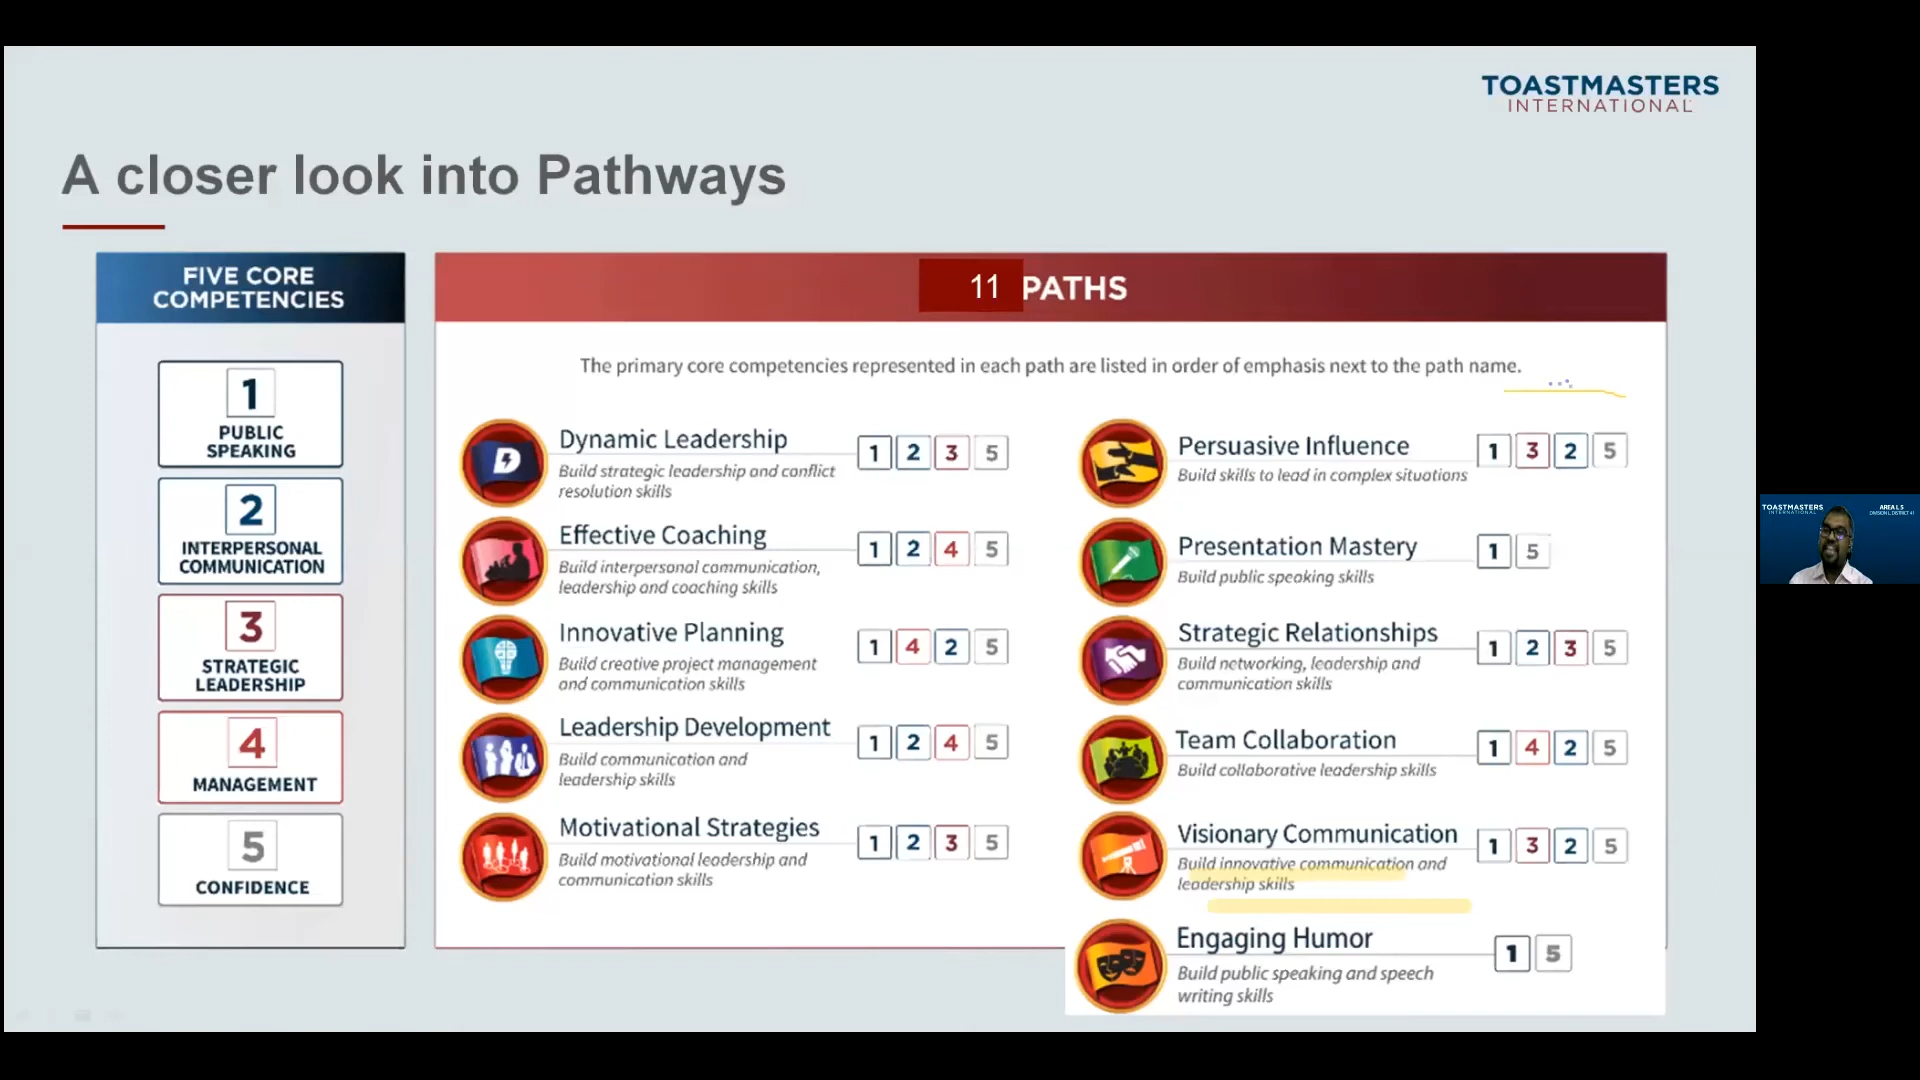 TOASTMASTERS
INTERNATIONAL
A closer look into Pathways
FIVE CORE
COMPETENCIES
1
PUBLIC
SPEAKING
2
INTERPERSONAL
COMMUNICATION
3
STRATEGIC
LEADERSHIP
4
MANAGEMENT
5
CONFIDENCE
11 PATHS
The primary core competencies represented in each path are listed in order of emphasis next to the path name.
Dynamic Leadership 1 2 3 5
Build strategic leadership and conflict
resolution skills
Effective Coaching 1 2 4 5
Build interpersonal communication,
leadership and coaching skills
Innovative Planning 1 4 2 5
Build creative project management
and communication skills
Leadership Development 1 2 4 5
Build communication and
leadership skills
Motivational Strategies 1 2 3 5
Build motivational leadership and
communication skills
Persuasive Influence 1 3 2 5
Build skills to lead in complex situations
Presentation Mastery 1 5
Build public speaking skills
Strategic Relationships 1 2 3 5
Build networking, leadership and
communication skills
Team Collaboration 1 4 2 5
Build collaborative leadership skills
Visionary Communication 1 3 2 5
Build innovative communication and
leadership skills
Engaging Humor 1 5
Build public speaking and speech
writing skills
TOASTMASTERS
INTERNATIONAL
AREA L5
DIVISION L, DISTRICT 41